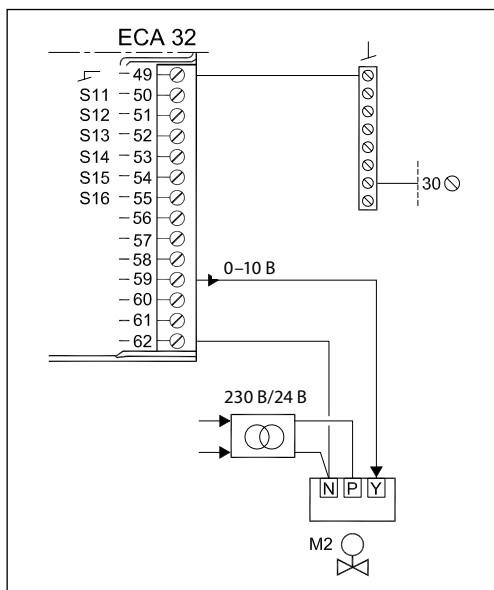 ECA 32
49
S11 – 50
S12 – 51
S13 – 52
S14 – 53
S15 – 54
S16 – 55
– 56
– 57
– 58
– 59
– 60
– 61
– 62
30
0–10 В
230 В/24 В
N P Y
M2